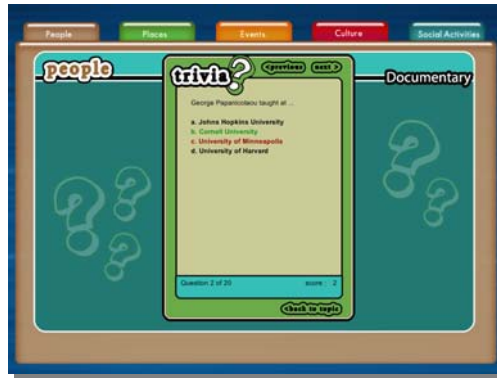 People Places Events Culture Social Activities
people
trivia?
<previous next >
Documentary
George Papanicolaou taught at ...
a. Johns Hopkins University
b. Cornell University
c. University of Minneapolis
d. University of Harvard
Question 2 of 20 score : 2
<back to topic